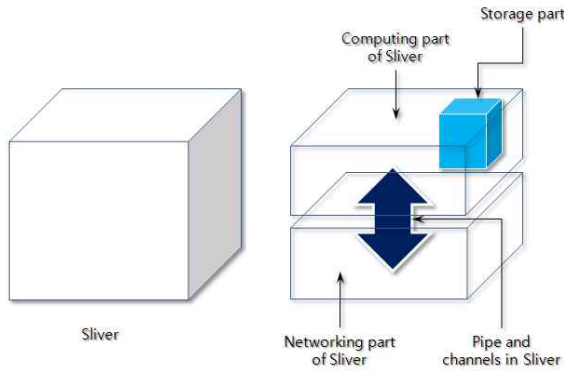 Storage part
Computing part
of Sliver
Sliver
Networking part
of Sliver
Pipe and
channels in Sliver